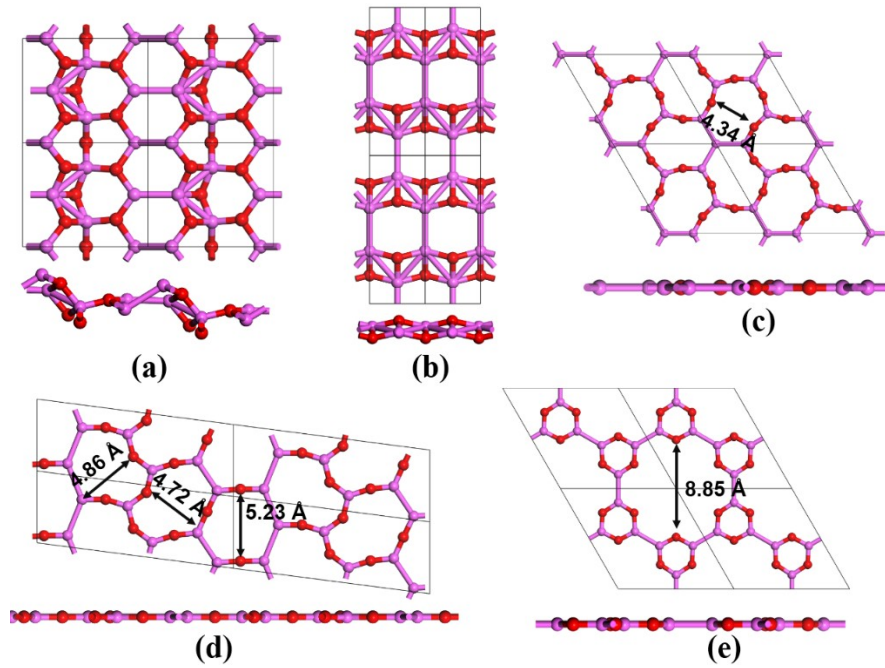 4.34 Å
(a)
(b)
(c)
4.86 Å
4.72 Å
5.23 Å
8.85 Å
(d)
(e)